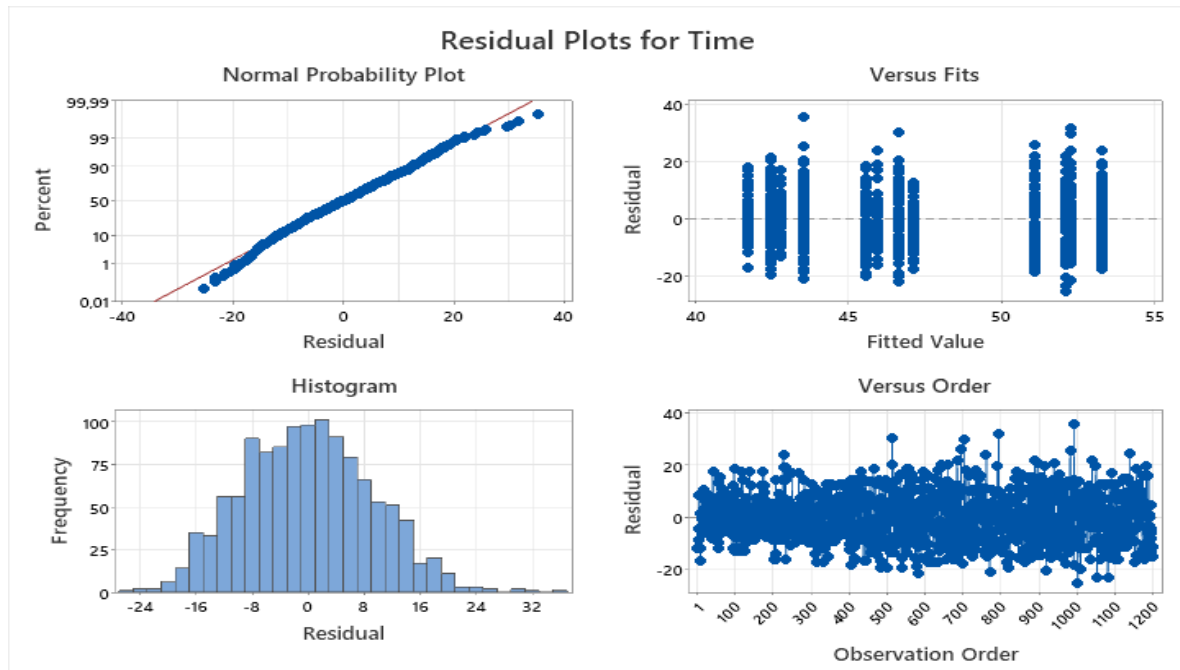 Residual Plots for Time
Normal Probability Plot
Percent
99,99
99
90
50
10
1
0,01
-40 -20 0 20 40
Residual
Versus Fits
Residual
40
20
0
-20
40 45 50 55
Fitted Value
Histogram
Frequency
100
75
50
25
0
-24 -16 -8 0 8 16 24 32
Residual
Versus Order
Residual
40
20
0
-20
1 100 200 300 400 500 600 700 800 900 1000 1100 1200
Observation Order